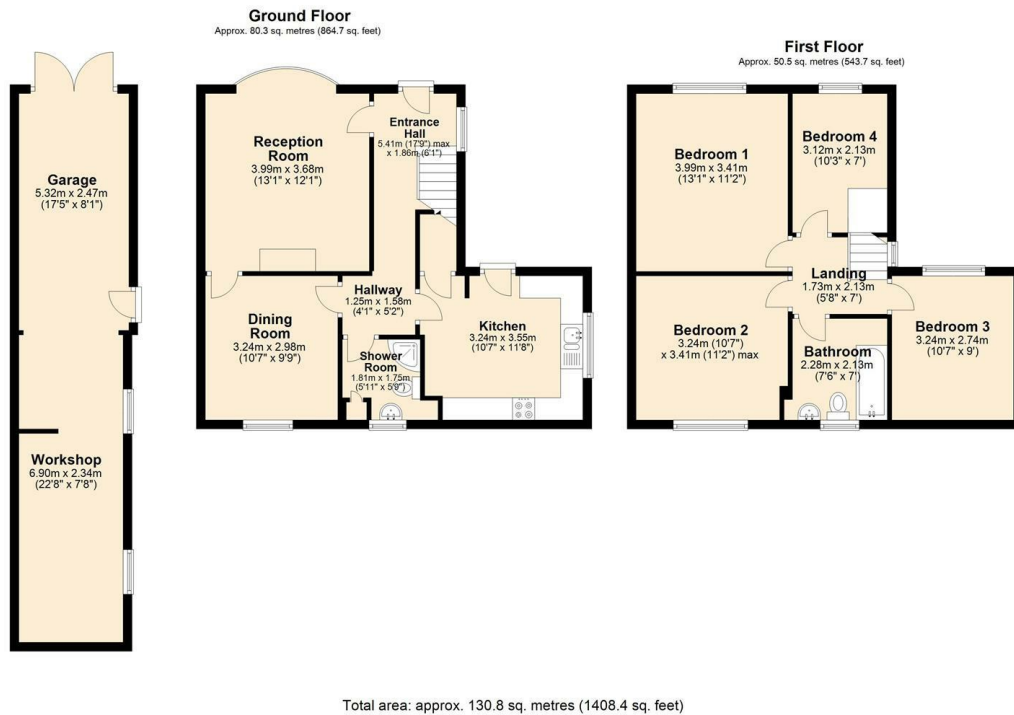 Ground Floor
Approx. 80.3 sq. metres (864.7 sq. feet)
Garage
5.32m x 2.47m
(17'5" x 8'1")
Workshop
6.90m x 2.34m
(22'8" x 7'8")
Reception
Room
3.99m x 3.68m
(13'1" x 12'1")
Entrance
Hall
5.41m (17'9") max
x 1.86m (6'1")
Dining
Room
3.24m x 2.98m
(10'7" x 9'9")
Hallway
1.25m x 1.58m
(4'1" x 5'2")
Shower
Room
1.81m x 1.75m
(5'11" x 5'9")
Kitchen
3.24m x 3.55m
(10'7" x 11'8")
First Floor
Approx. 50.5 sq. metres (543.7 sq. feet)
Bedroom 1
3.99m x 3.41m
(13'1" x 11'2")
Bedroom 4
3.12m x 2.13m
(10'3" x 7')
Landing
1.73m x 2.13m
(5'8" x 7')
Bedroom 2
3.24m (10'7")
x 3.41m (11'2") max
Bathroom
2.28m x 2.13m
(7'6" x 7')
Bedroom 3
3.24m x 2.74m
(10'7" x 9')
Total area: approx. 130.8 sq. metres (1408.4 sq. feet)